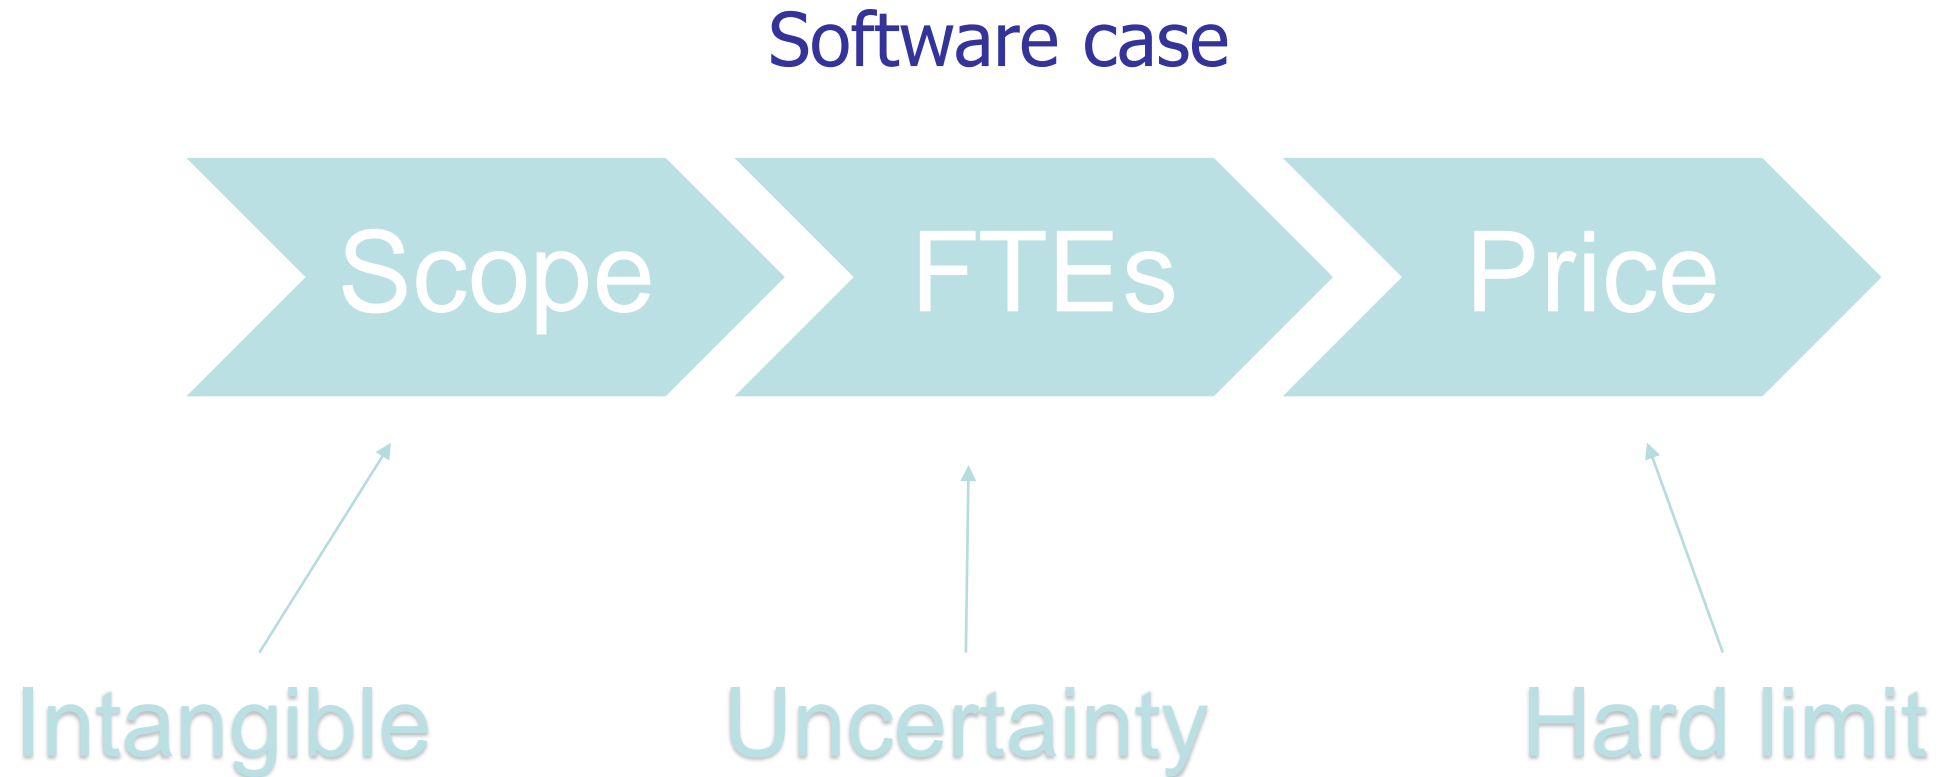 Software case
Scope
FTEs
Price
Intangible
Uncertainty
Hard limit